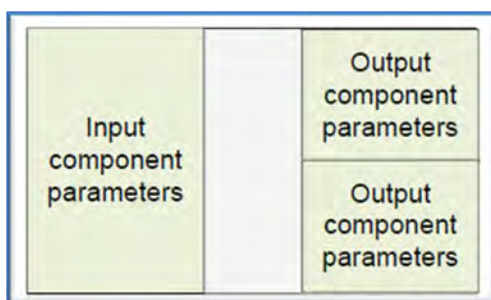 Input
component
parameters
Output
component
parameters
Output
component
parameters